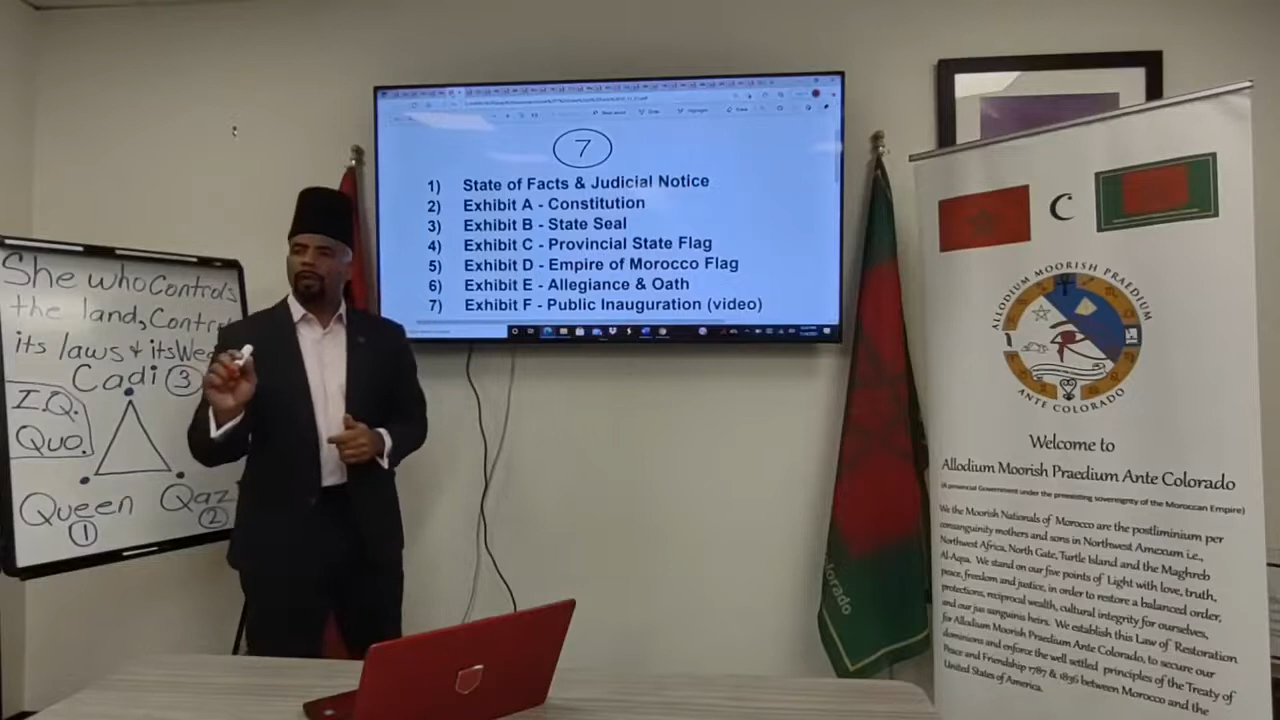 She who Controls
the land, Contr
its laws & its We
Cadi 3
I.Q.
Quo.
Queen
1
Qaz
2
7
1) State of Facts & Judicial Notice
2) Exhibit A - Constitution
3) Exhibit B - State Seal
4) Exhibit C - Provincial State Flag
5) Exhibit D - Empire of Morocco Flag
6) Exhibit E - Allegiance & Oath
7) Exhibit F - Public Inauguration (video)
olorado
ALLODIUM MOORISH PRAEDIUM
ANTE COLORADO
Welcome to
Allodium Moorish Praedium Ante Colorado
(A provincial Government under the preexisting sovereignty of the Moroccan Empire)
We the Moorish Nationals of Morocco are the postliminium per
consanguinity mothers and sons in Northwest Amexum i.e.,
Northwest Africa, North Gate, Turtle Island and the Maghreb
Al-Aqsa. We stand on our five points of Light with love, truth,
peace, freedom and justice, in order to restore a balanced order,
protections, reciprocal wealth, cultural integrity for ourselves,
and our jus sanguinis heirs. We establish this Law of Restoration
for Allodium Moorish Praedium Ante Colorado, to secure our
dominions and enforce the well settled principles of the Treaty of
Peace and Friendship 1787 & 1836 between Morocco and the
United States of America.